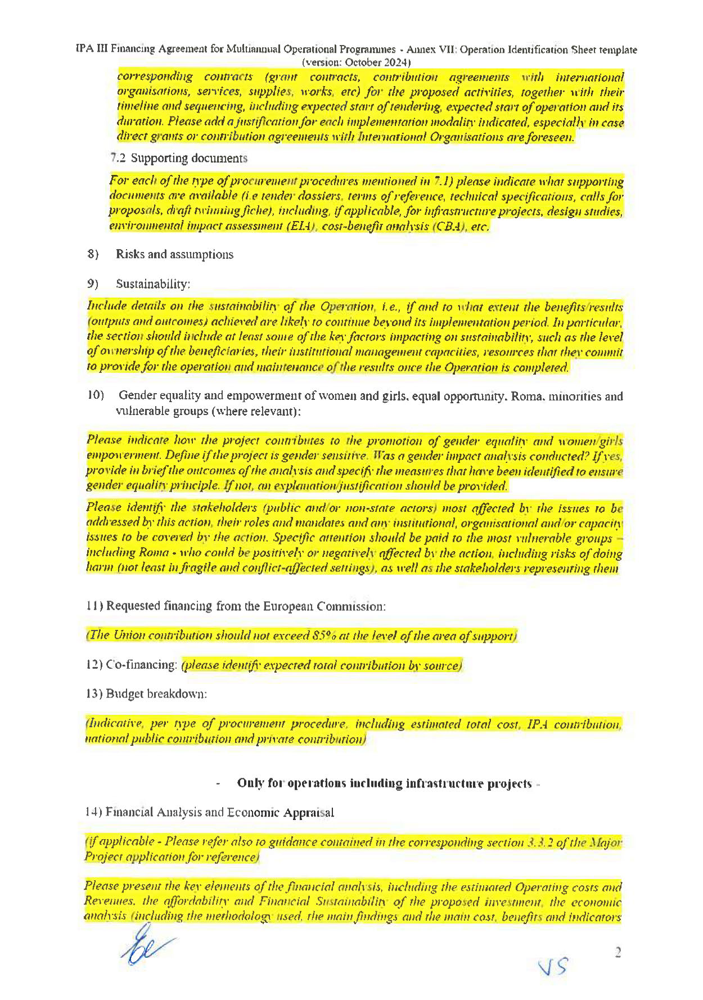 IPA III Financing Agreement for Multiannual Operational Programmes - Annex VII: Operation Identification Sheet template
(version: October 2024)
corresponding contracts (grant contracts, contribution agreements with international
organisations, services, supplies, works, etc) for the proposed activities, together with their
timeline and sequencing, including expected start of tendering, expected start of operation and its
duration. Please add a justification for each implementation modality indicated, especially in case
direct grants or contribution agreements with International Organisations are foreseen.
7.2 Supporting documents
For each of the type of procurement procedures mentioned in 7.1) please indicate what supporting
documents are available (i.e tender dossiers, terms of reference, technical specifications, calls for
proposals, draft twinning fiche), including, if applicable, for infrastructure projects, design studies,
environmental impact assessment (EIA), cost-benefit analysis (CBA), etc.
8) Risks and assumptions
9) Sustainability:
Include details on the sustainability of the Operation, i.e., if and to what extent the benefits/results
(outputs and outcomes) achieved are likely to continue beyond its implementation period. In particular,
the section should include at least some of the key factors impacting on sustainability, such as the level
of ownership of the beneficiaries, their institutional management capacities, resources that they commit
to provide for the operation and maintenance of the results once the Operation is completed.
10) Gender equality and empowerment of women and girls, equal opportunity, Roma, minorities and
vulnerable groups (where relevant):
Please indicate how the project contributes to the promotion of gender equality and women/girls
empowerment. Define if the project is gender sensitive. Was a gender impact analysis conducted? If yes,
provide in brief the outcomes of the analysis and specify the measures that have been identified to ensure
gender equality principle. If not, an explanation/justification should be provided.
Please identify the stakeholders (public and/or non-state actors) most affected by the issues to be
addressed by this action, their roles and mandates and any institutional, organisational and/or capacity
issues to be covered by the action. Specific attention should be paid to the most vulnerable groups –
including Roma - who could be positively or negatively affected by the action, including risks of doing
harm (not least in fragile and conflict-affected settings), as well as the stakeholders representing them
11) Requested financing from the European Commission:
(The Union contribution should not exceed 85% at the level of the area of support)
12) Co-financing: (please identify expected total contribution by source)
13) Budget breakdown:
(Indicative, per type of procurement procedure, including estimated total cost, IPA contribution,
national public contribution and private contribution)
- Only for operations including infrastructure projects -
14) Financial Analysis and Economic Appraisal
(if applicable - Please refer also to guidance contained in the corresponding section 3.3.2 of the Major
Project application for reference)
Please present the key elements of the financial analysis, including the estimated Operating costs and
Revenues, the affordability and Financial Sustainability of the proposed investment, the economic
analysis (including the methodology used, the main findings and the main cost, benefits and indicators
2
VS